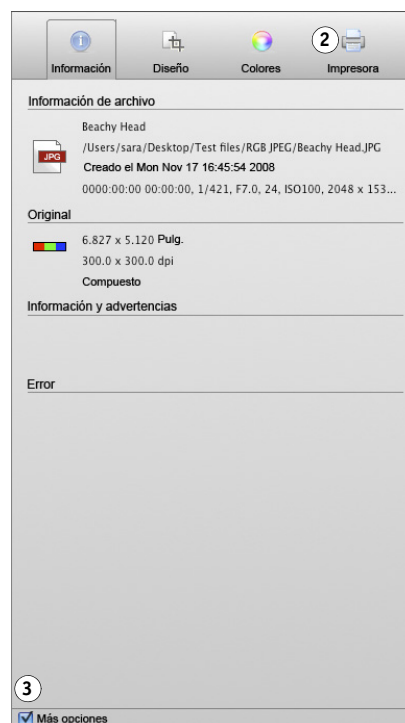 2
Información Diseño Colores Impresora
Información de archivo
Beachy Head
/Users/sara/Desktop/Test files/RGB JPEG/Beachy Head.JPG
JPG
Creado el Mon Nov 17 16:45:54 2008
0000:00:00 00:00:00, 1/421, F7.0, 24, ISO100, 2048 x 153...
Original
6.827 x 5.120 Pulg.
300.0 x 300.0 dpi
Compuesto
Información y advertencias
Error
3
Más opciones